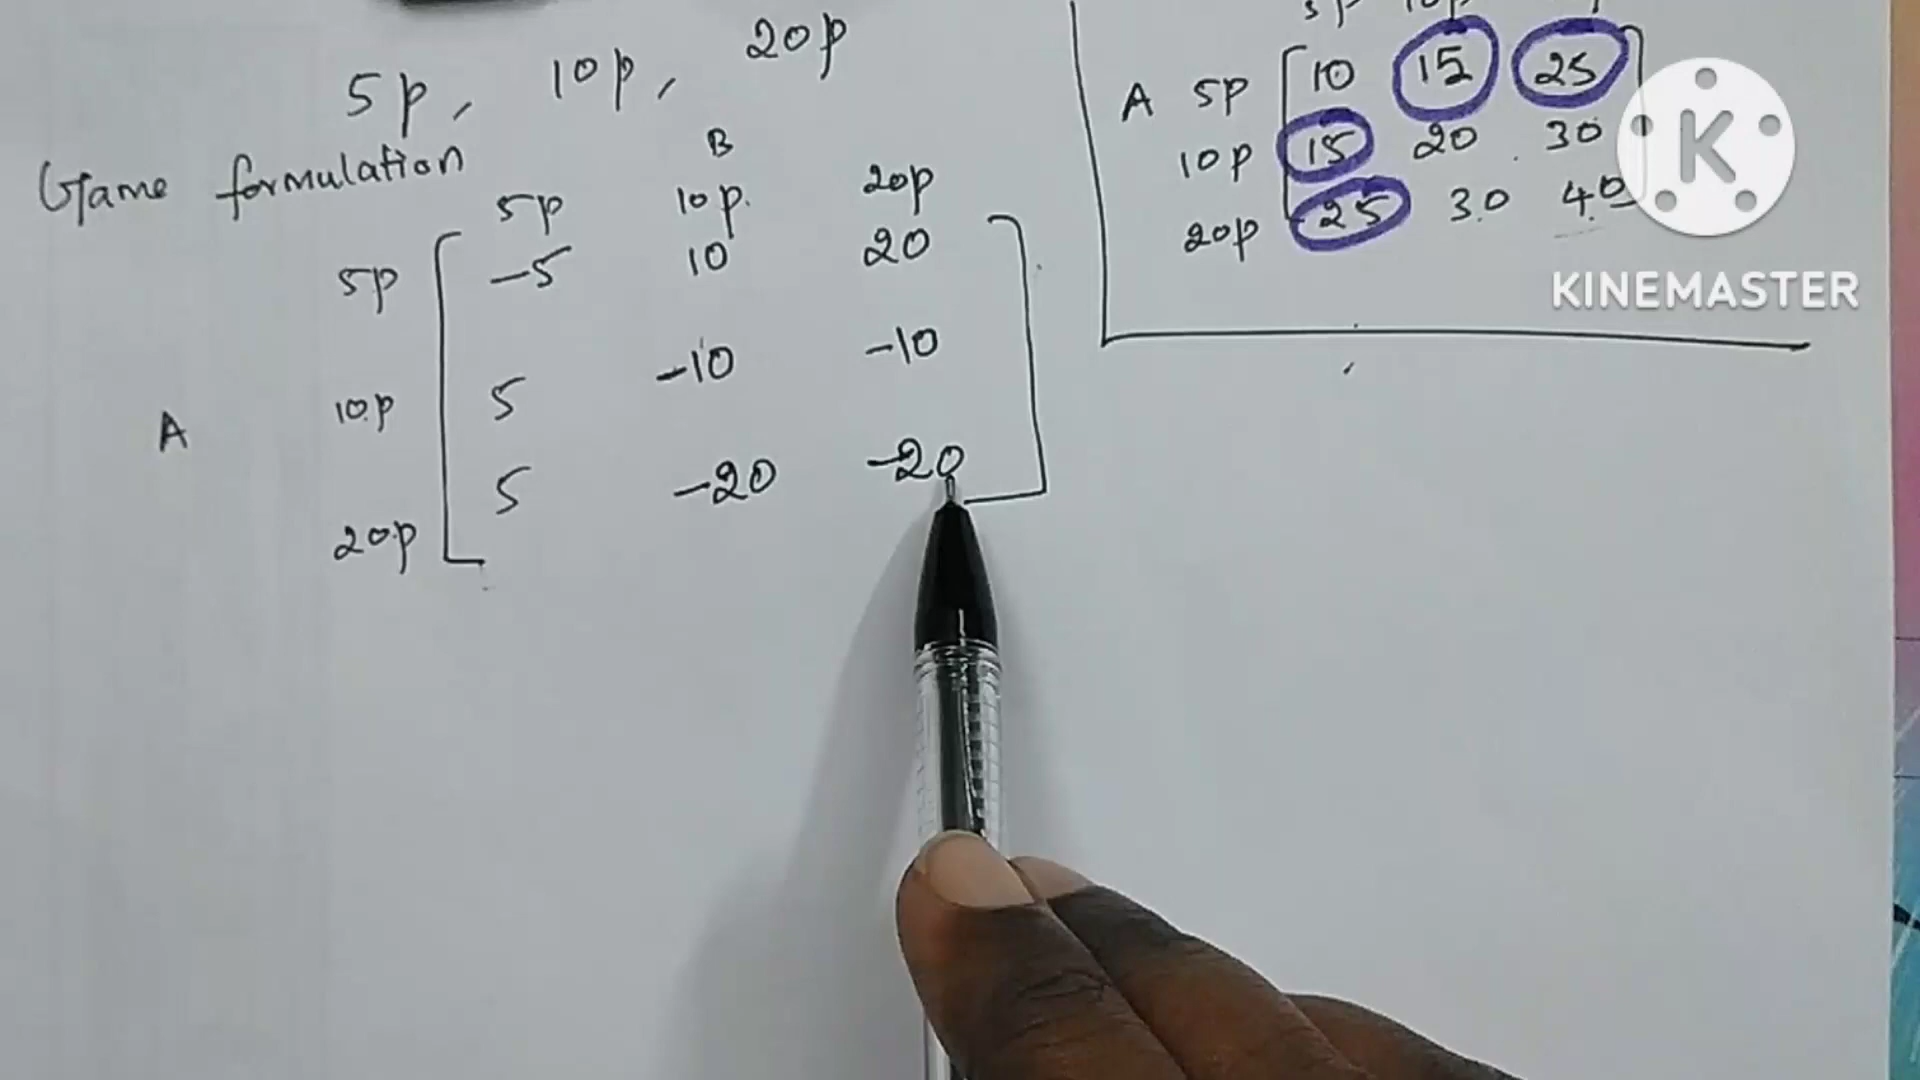 5p, 10p, 20p
Game formulation
B
5p 10p. 20p
5p -5 10 20
A 10p 5 -10 -10
20p 5 -20 -20
A 5p 10 15 25
10p 15 20 30
20p 25 30 40
KINEMASTER